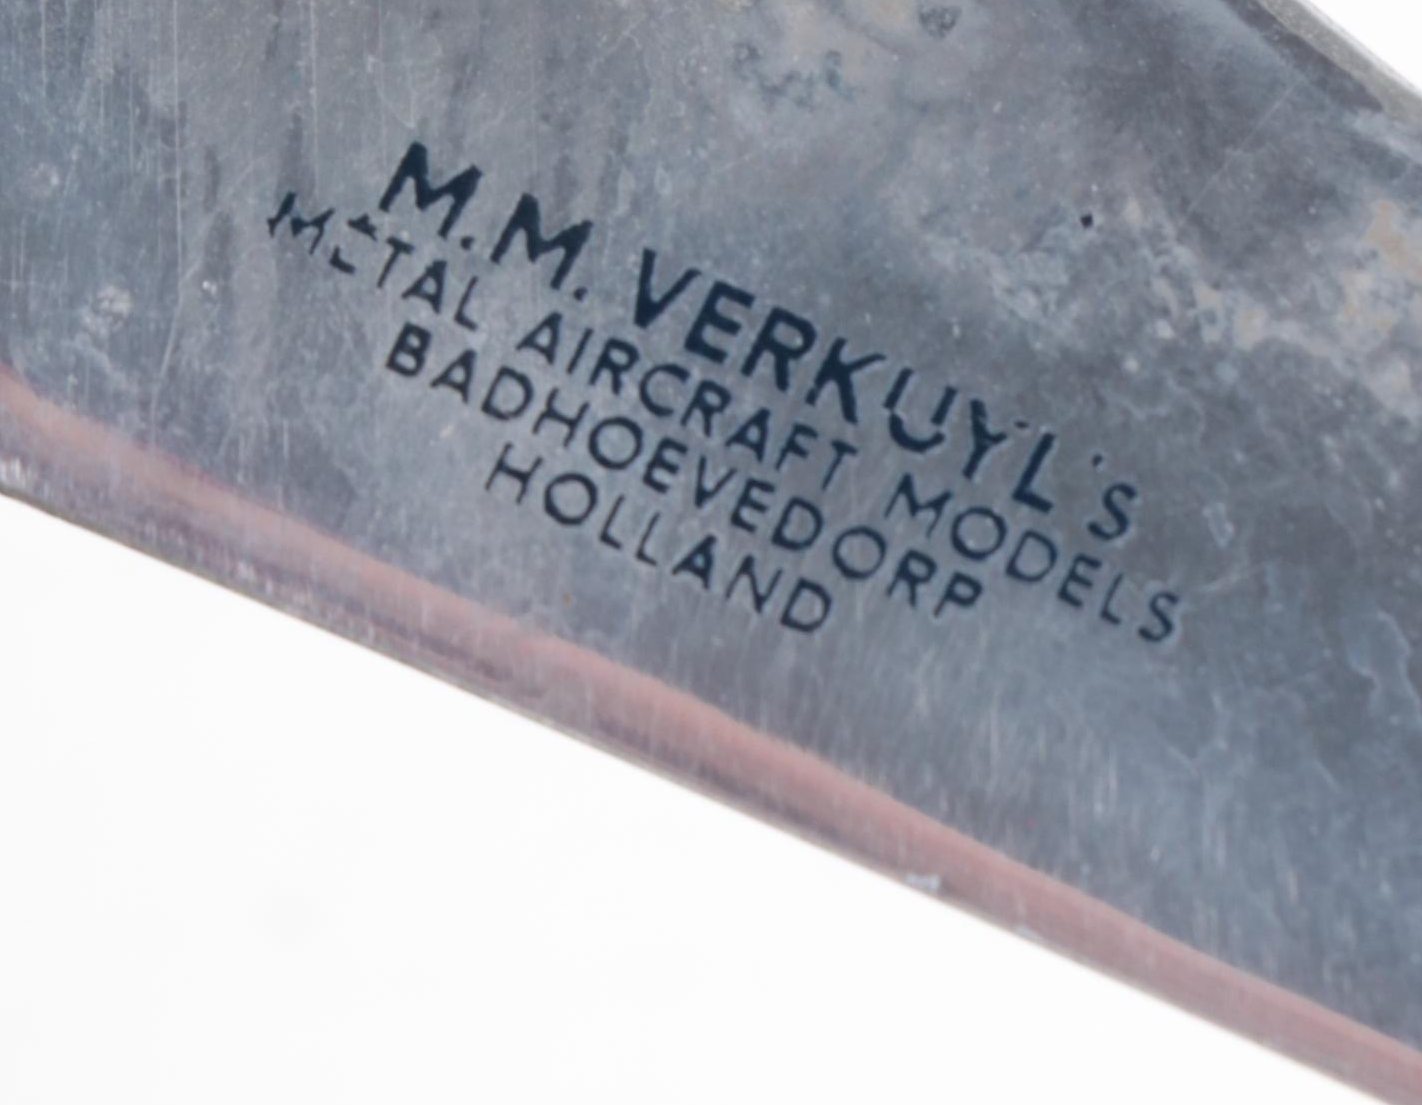 M.M. VERKUYL'S
METAL AIRCRAFT MODELS
BADHOEVEDORP
HOLLAND